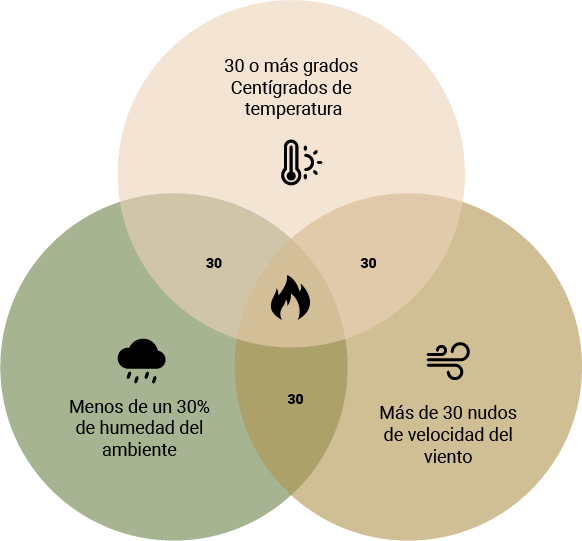 30 o más grados
Centígrados de
temperatura
30
30
Menos de un 30%
de humedad del
ambiente
30
Más de 30 nudos
de velocidad del
viento